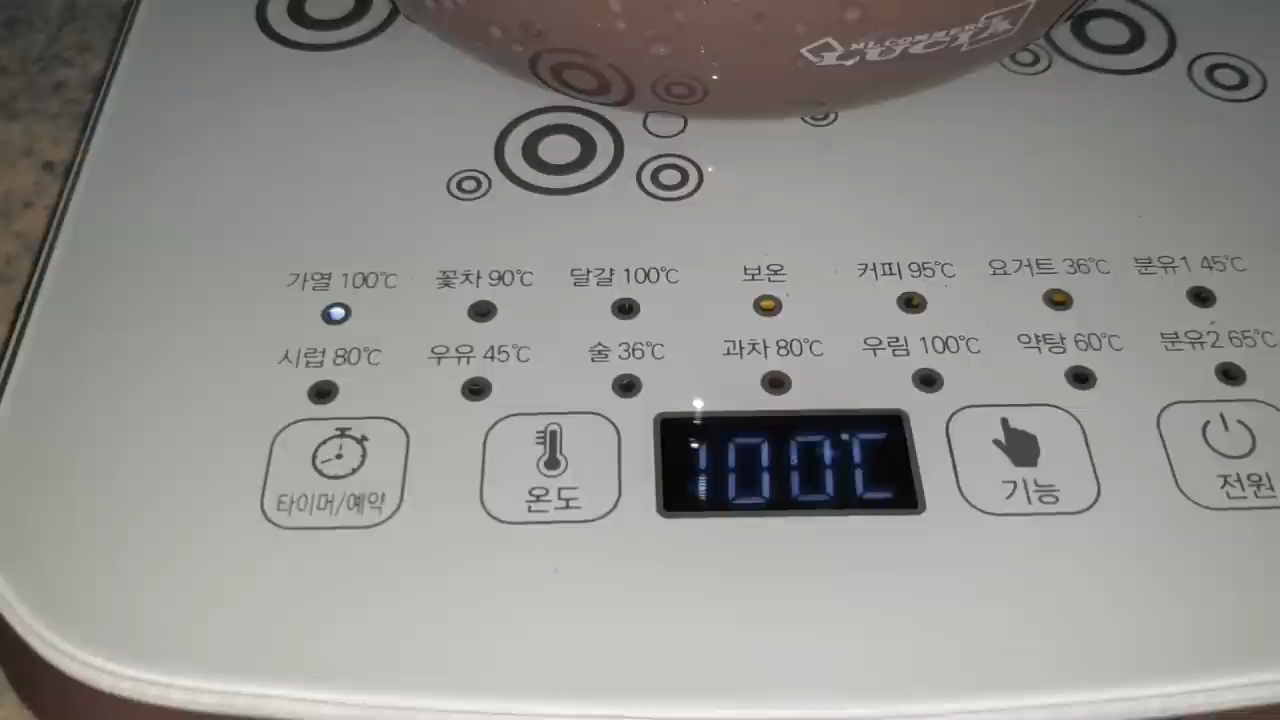 LUCIA
가열 100℃ 꽃차 90℃ 달걀 100℃ 보온 커피 95℃ 요거트 36℃ 분유1 45℃
시럽 80℃ 우유 45℃ 술 36℃ 과차 80℃ 우림 100℃ 약탕 60℃ 분유2 65℃
타이머/예약 온도 100℃ 기능 전원